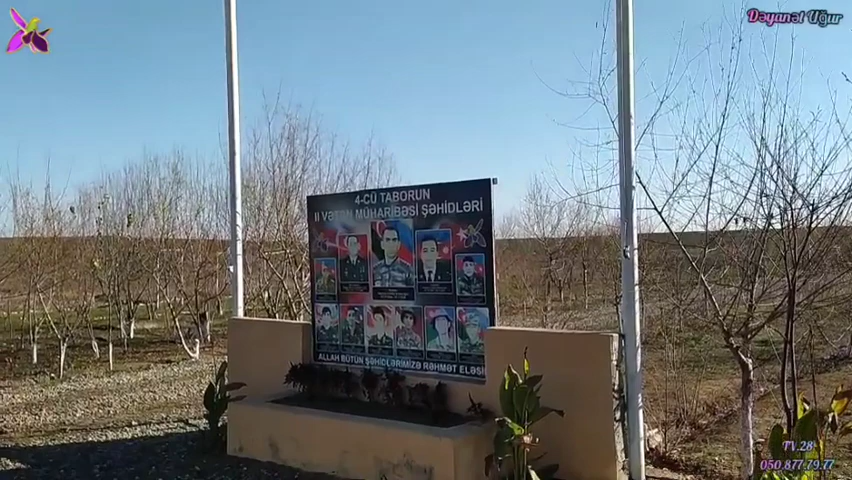 Dəyanət Uğur
4-CÜ TABORUN
II VƏTƏN MÜHARİBƏSİ ŞƏHİDLƏRİ
ALLAH BÜTÜN ŞƏHİDLƏRİMİZƏ RƏHMƏT ELƏSİN
TV.28
050.877.79.77